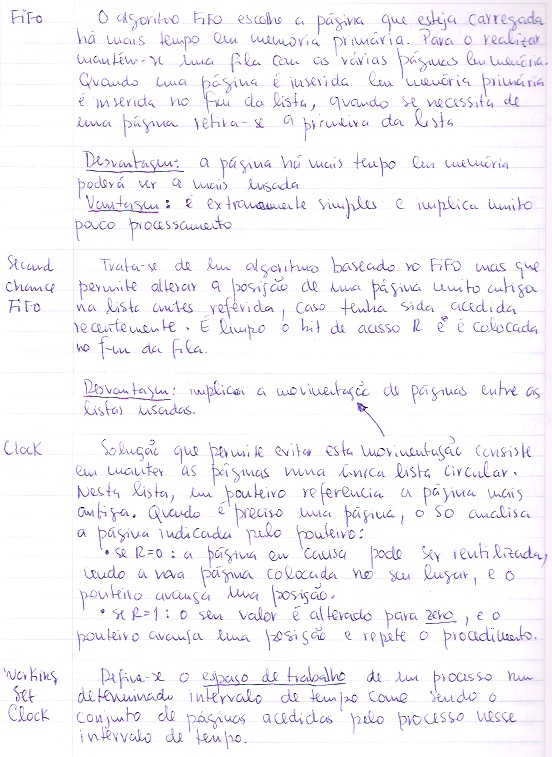 FIFO O algoritmo FIFO escolhe a página que esteja carregada
há mais tempo em memória primária. Para o realizar
mantêm-se uma fila com as várias páginas em memória.
Quando uma página é inserida em memória primária
é inserida no fim da lista, quando se necessita de
uma página retira-se a primeira da lista
Desvantagem: a página há mais tempo em memória
poderá ser a mais usada
Vantagem: é extremamente simples e implica muito
pouco processamento
Second Trata-se de um algoritmo baseado no FIFO mas que
chance permite alterar a posição de uma página muito antiga
FIFO na lista antes referida, caso tenha sido acedida
recentemente. É limpo o bit de acesso R e é colocada
no fim da fila.
Desvantagem: implica a movimentação de páginas entre as
listas usadas.
Clock Solução que permite evitar esta movimentação consiste
em manter as páginas numa única lista circular.
Nesta lista, um ponteiro referencia a página mais
antiga. Quando é preciso uma página, o SO analisa
a página indicada pelo ponteiro:
• se R=0: a página em causa pode ser reutilizada,
sendo a nova página colocada no seu lugar, e o
ponteiro avança uma posição.
• se R=1: o seu valor é alterado para zero, e o
ponteiro avança uma posição e repete o procedimento.
Working Define-se o espaço de trabalho de um processo num
Set determinado intervalo de tempo como sendo o
Clock conjunto de páginas acedidas pelo processo nesse
intervalo de tempo.